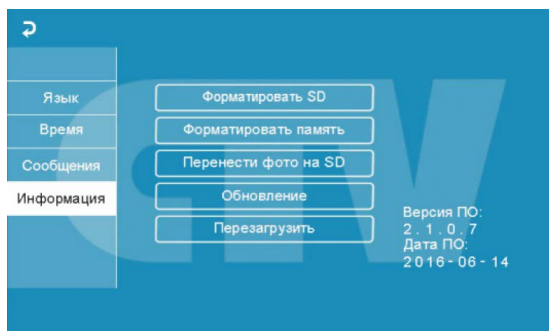 Язык
Время
Сообщения
Информация
Форматировать SD
Форматировать память
Перенести фото на SD
Обновление
Перезагрузить
Версия ПО:
2.1.0.7
Дата ПО:
2016-06-14